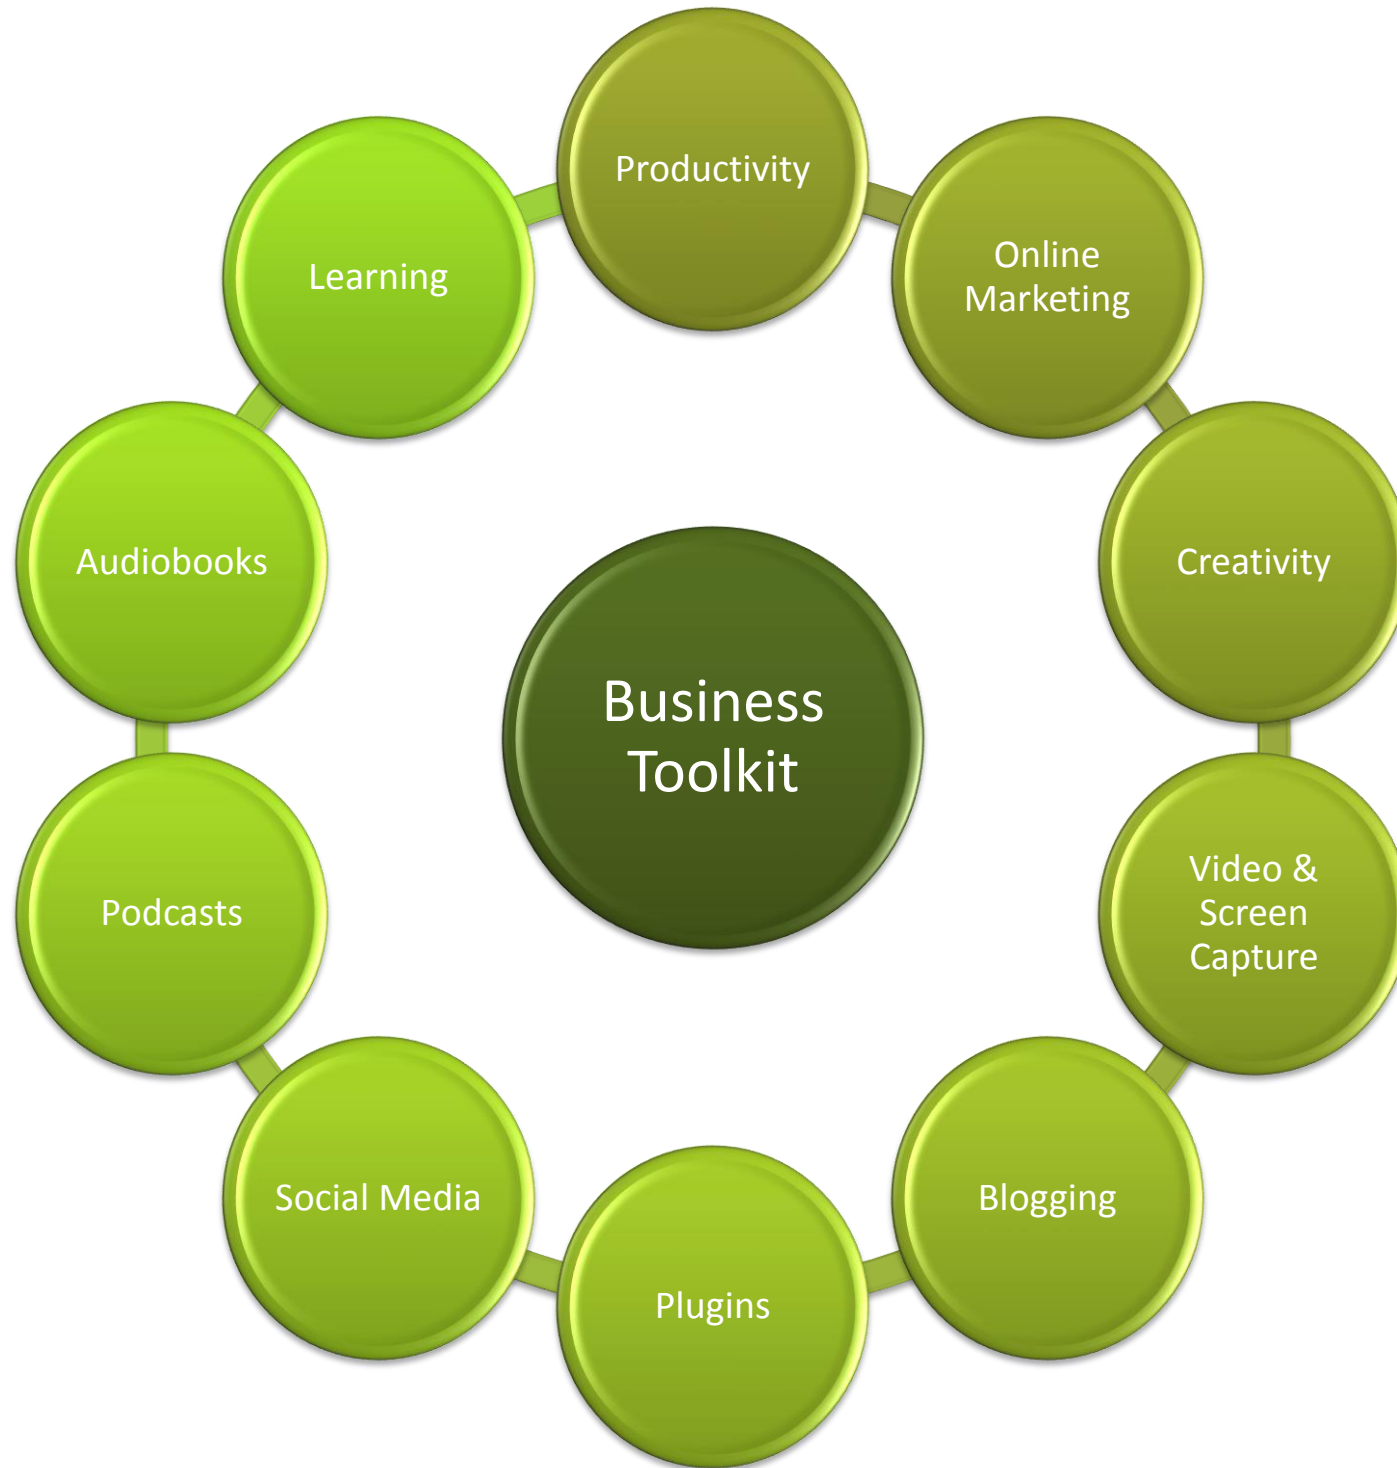 Productivity
Online
Marketing
Creativity
Video &
Screen
Capture
Blogging
Plugins
Social Media
Podcasts
Audiobooks
Learning
Business
Toolkit